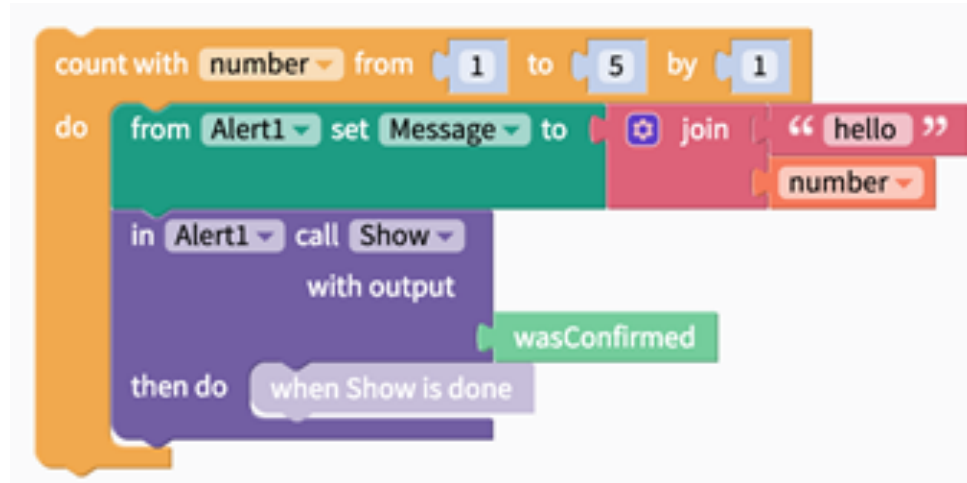 count with number from 1 to 5 by 1
do from Alert1 set Message to join “ hello ”
number
in Alert1 call Show
with output
wasConfirmed
then do when Show is done